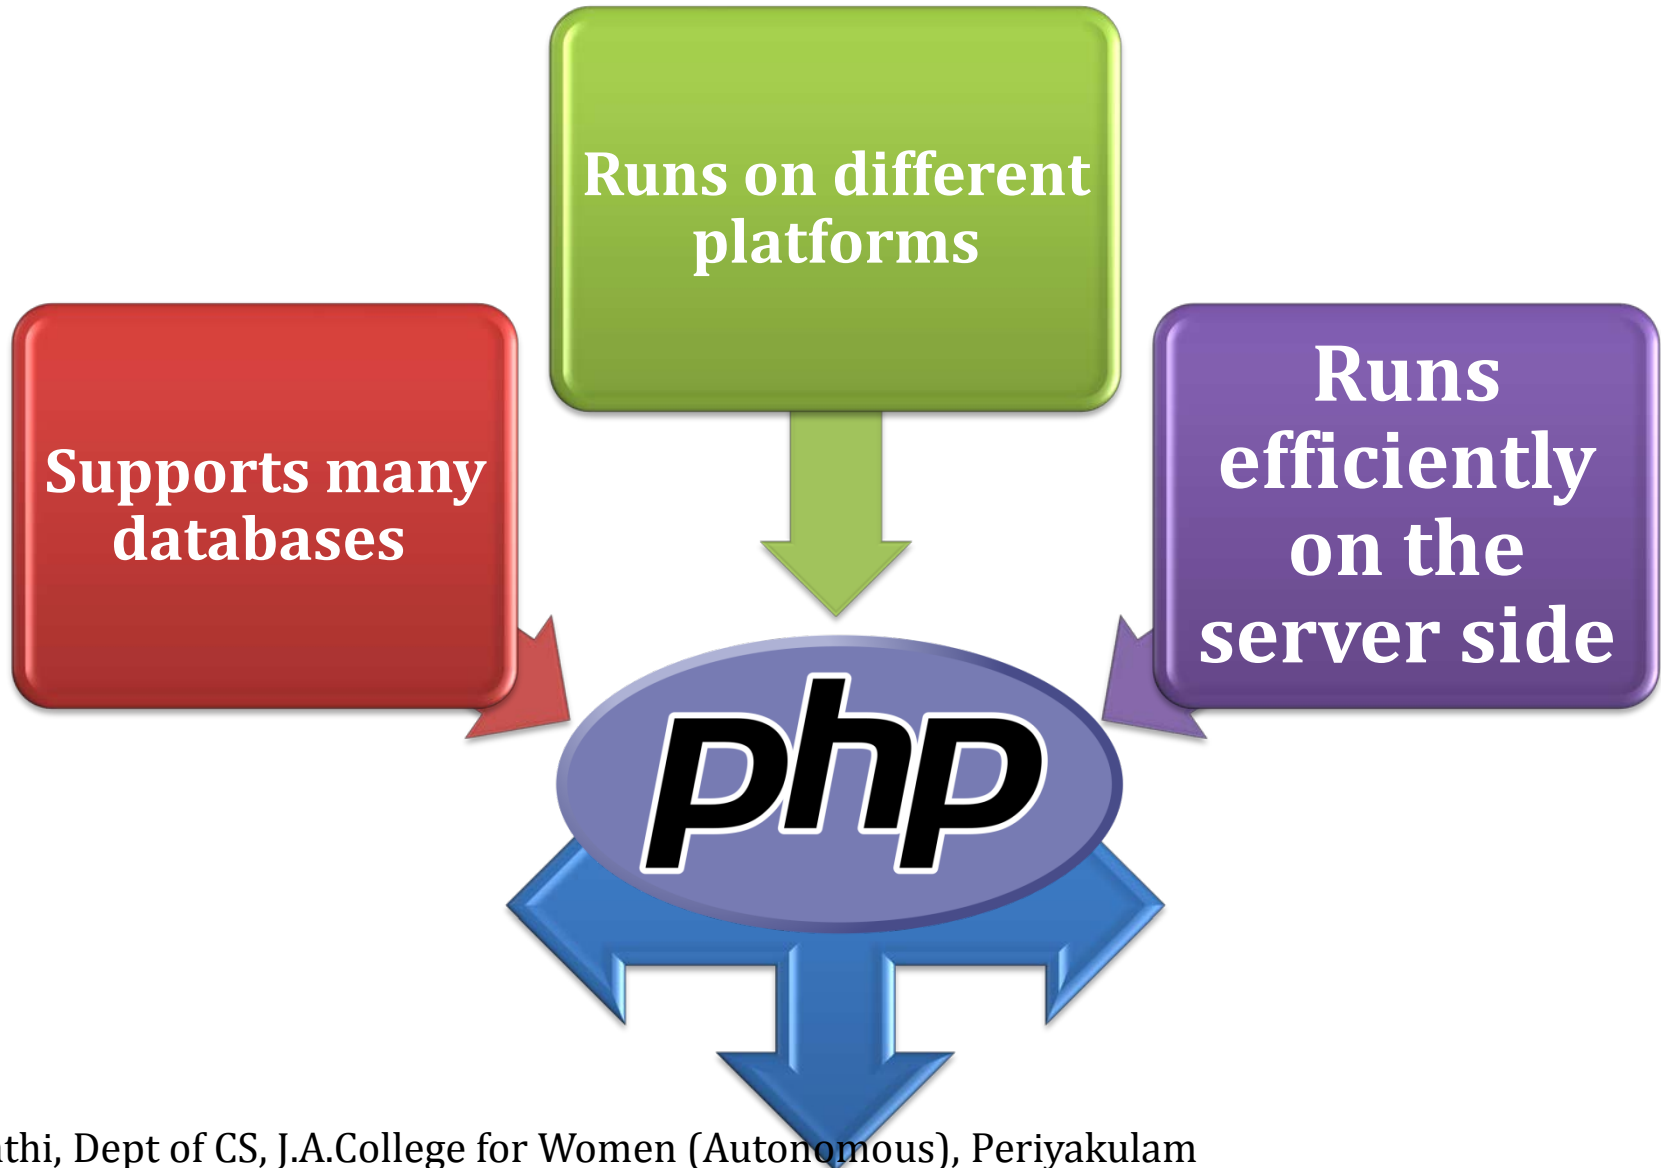 Runs on different
platforms
Supports many
databases
Runs
efficiently
on the
server side
php
Dept of CS, J.A.College for Women (Autonomous), Periyakulam